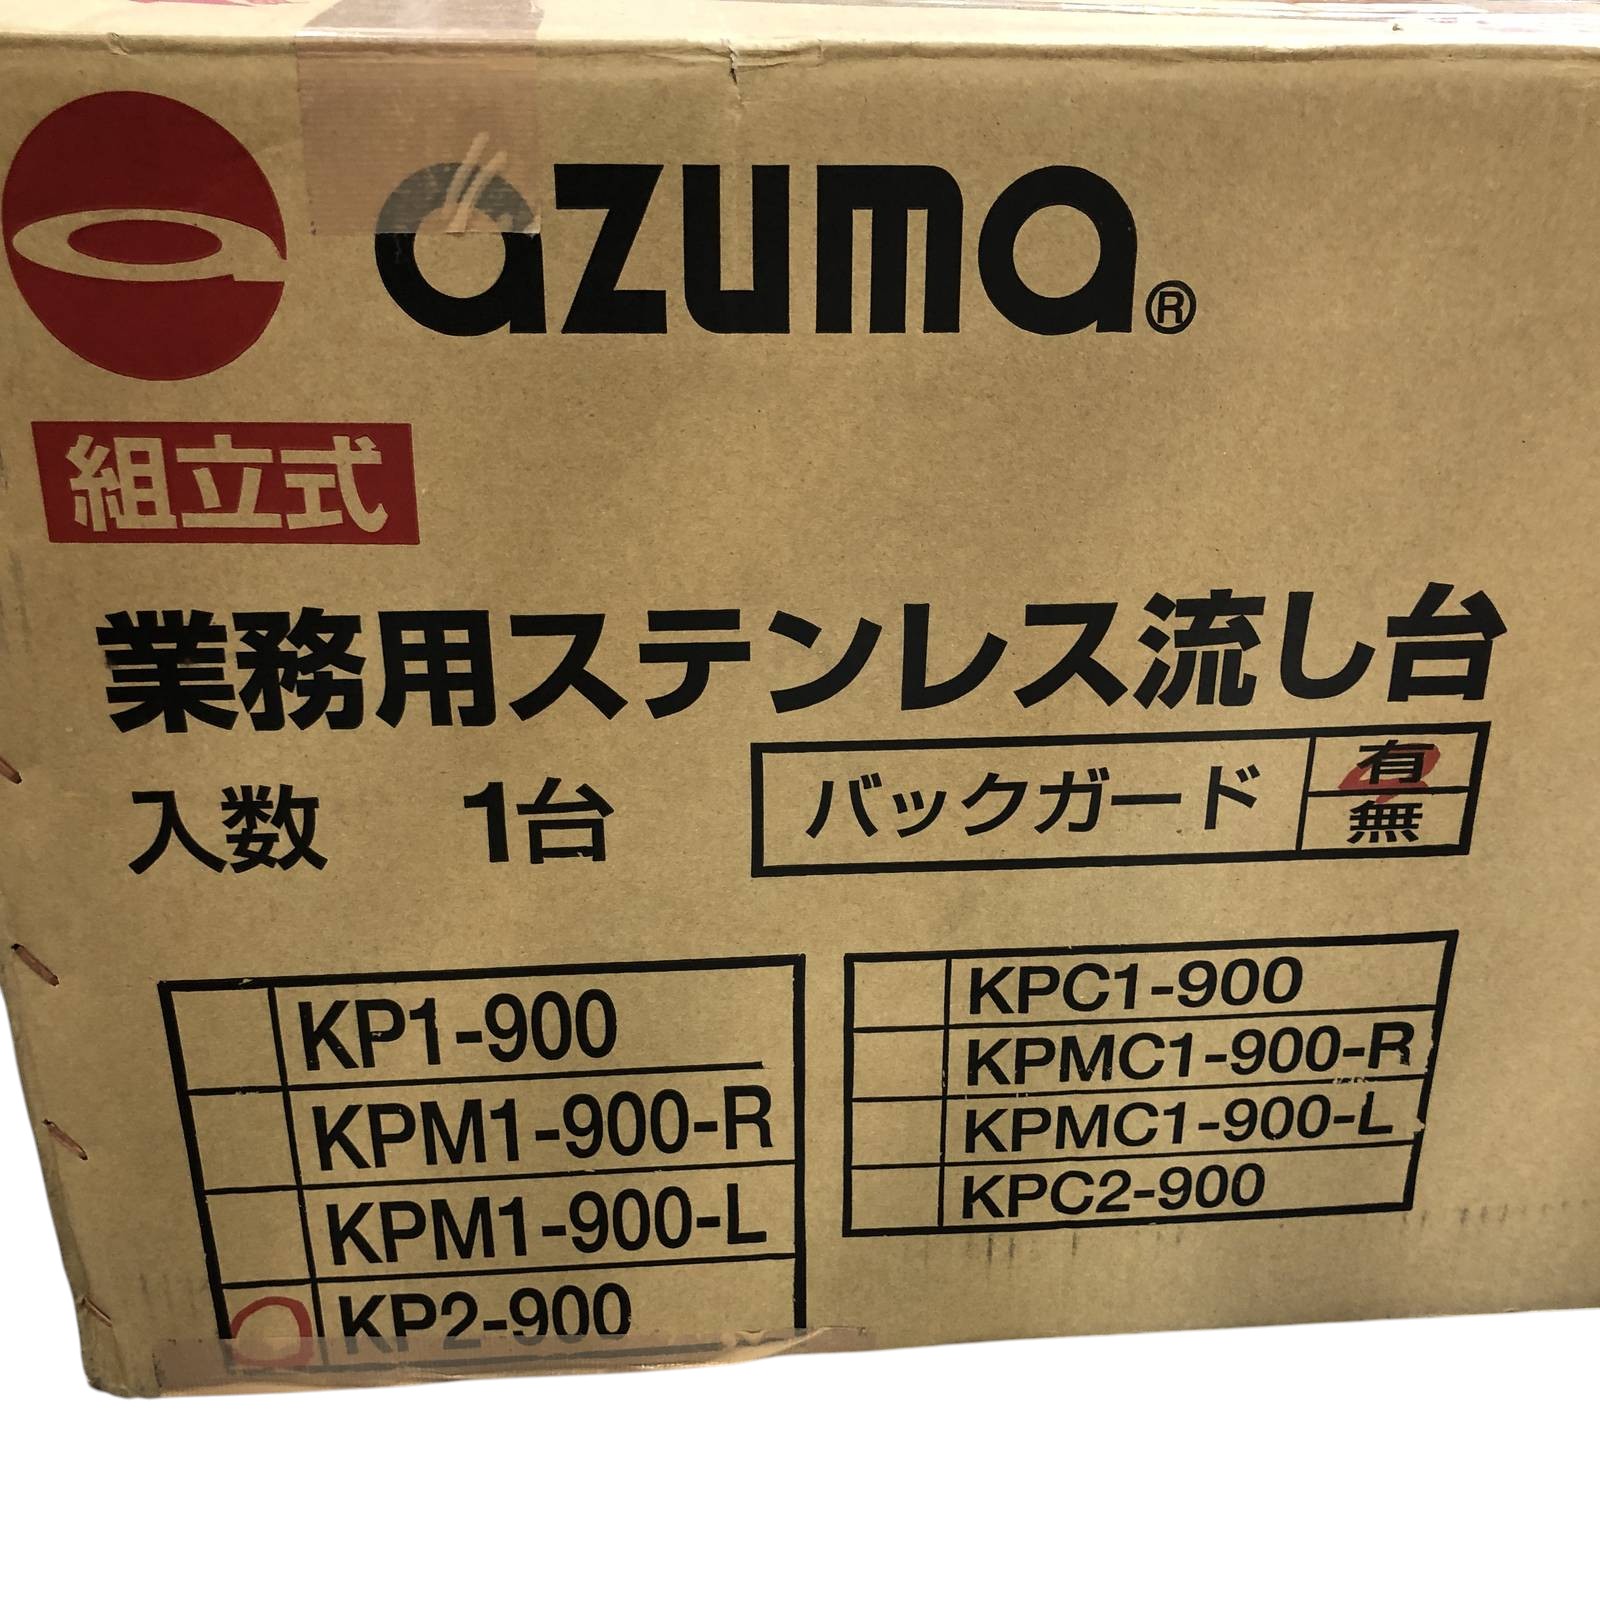 azuma®
組立式
業務用ステンレス流し台
入数 1台
バックガード 有
無
KP1-900
KPM1-900-R
KPM1-900-L
KP2-900
KPC1-900
KPMC1-900-R
KPMC1-900-L
KPC2-900